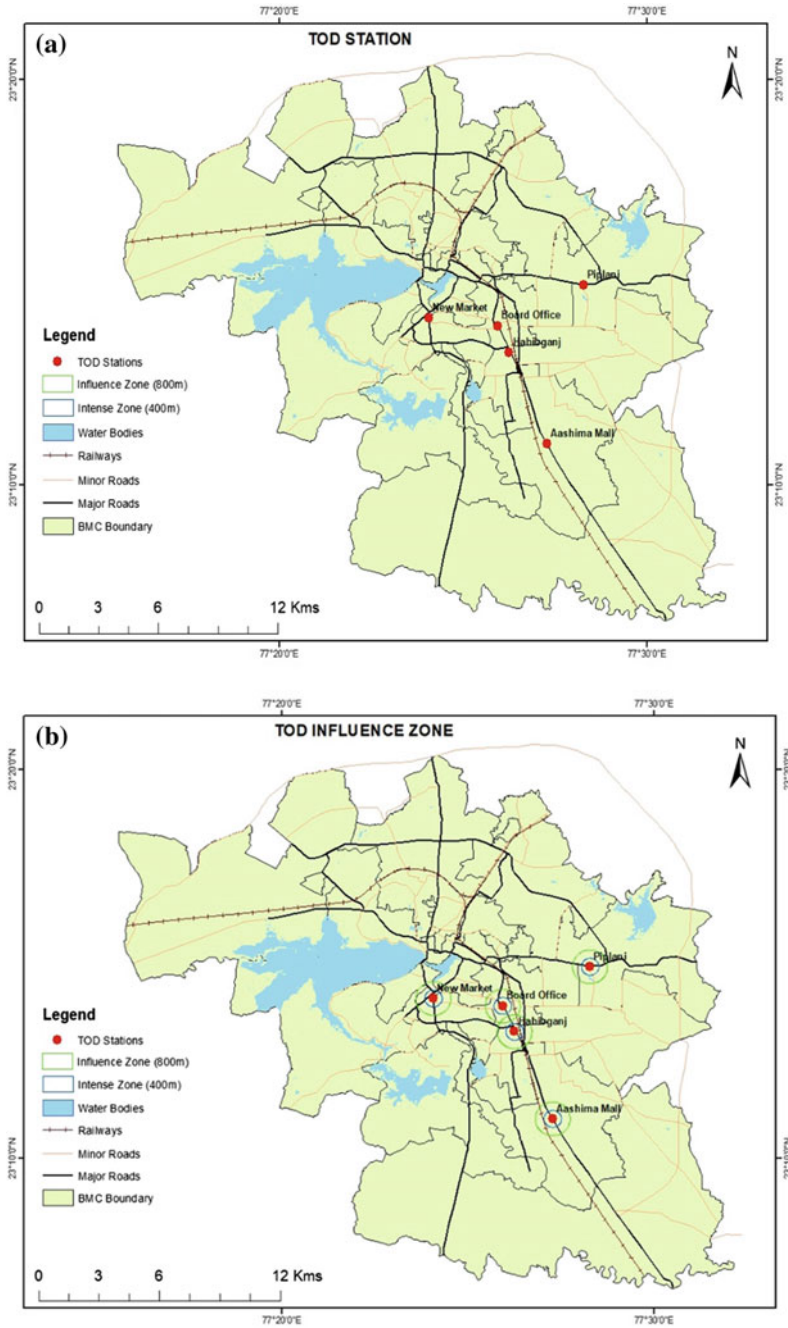 77°20'0"E
77°30'0"E
(a)
TOD STATION
N
23°20'0"N
23°20'0"N
Piplani
New Market
Board Office
Habibganj
Aashima Mall
Legend
TOD Stations
Influence Zone (800m)
Intense Zone (400m)
Water Bodies
Railways
Minor Roads
Major Roads
BMC Boundary
23°10'0"N
23°10'0"N
0 3 6 12 Kms
77°20'0"E
77°30'0"E
77°20'0"E
77°30'0"E
(b)
TOD INFLUENCE ZONE
N
23°20'0"N
23°20'0"N
Piplani
New Market
Board Office
Habibganj
Aashima Mall
Legend
TOD Stations
Influence Zone (800m)
Intense Zone (400m)
Water Bodies
Railways
Minor Roads
Major Roads
BMC Boundary
23°10'0"N
23°10'0"N
0 3 6 12 Kms
77°20'0"E
77°30'0"E